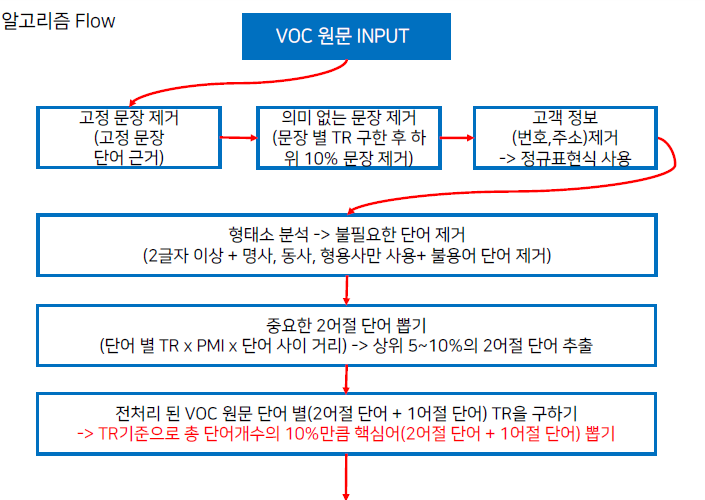 알고리즘 Flow
VOC 원문 INPUT
고정 문장 제거
(고정 문장
단어 근거)
의미 없는 문장 제거
(문장 별 TR 구한 후 하
위 10% 문장 제거)
고객 정보
(번호,주소)제거
-> 정규표현식 사용
형태소 분석 -> 불필요한 단어 제거
(2글자 이상 + 명사, 동사, 형용사만 사용+ 불용어 단어 제거)
중요한 2어절 단어 뽑기
(단어 별 TR x PMI x 단어 사이 거리) -> 상위 5~10%의 2어절 단어 추출
전처리 된 VOC 원문 단어 별(2어절 단어 + 1어절 단어) TR을 구하기
-> TR기준으로 총 단어개수의 10%만큼 핵심어(2어절 단어 + 1어절 단어) 뽑기